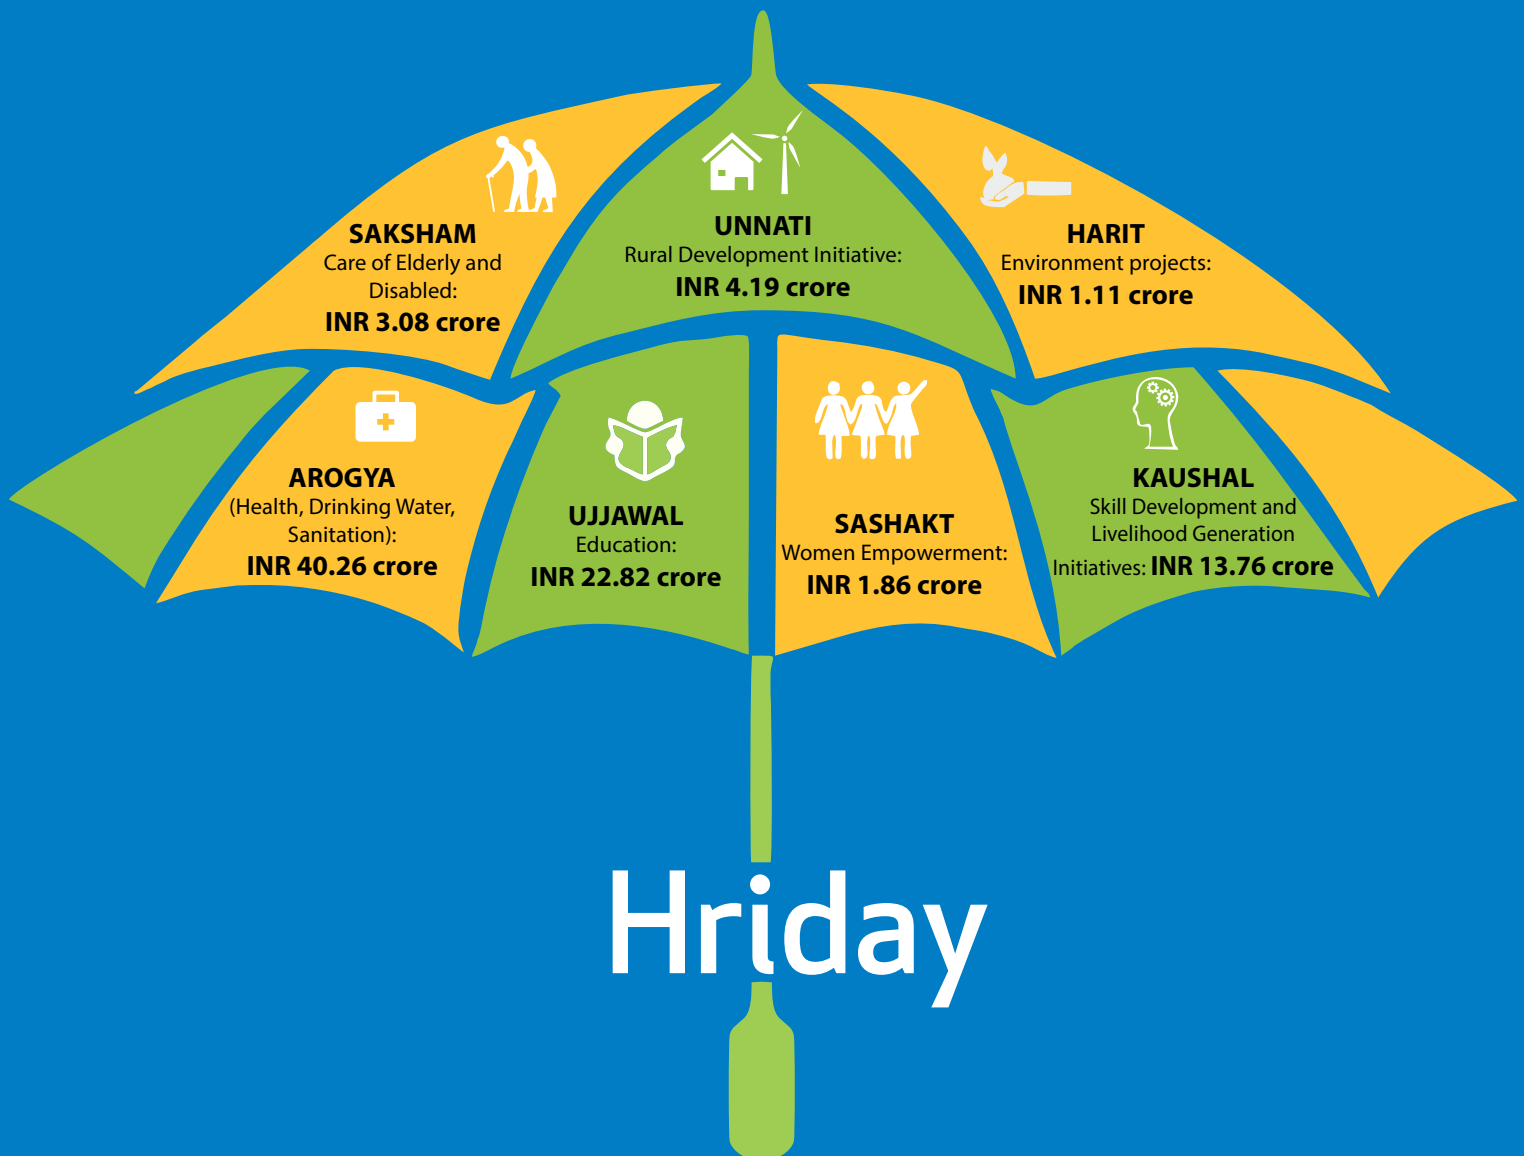 SAKSHAM
Care of Elderly and
Disabled:
INR 3.08 crore
UNNATI
Rural Development Initiative:
INR 4.19 crore
HARIT
Environment projects:
INR 1.11 crore
AROGYA
(Health, Drinking Water,
Sanitation):
INR 40.26 crore
UJJAWAL
Education:
INR 22.82 crore
SASHAKT
Women Empowerment:
INR 1.86 crore
KAUSHAL
Skill Development and
Livelihood Generation
Initiatives: INR 13.76 crore
Hriday